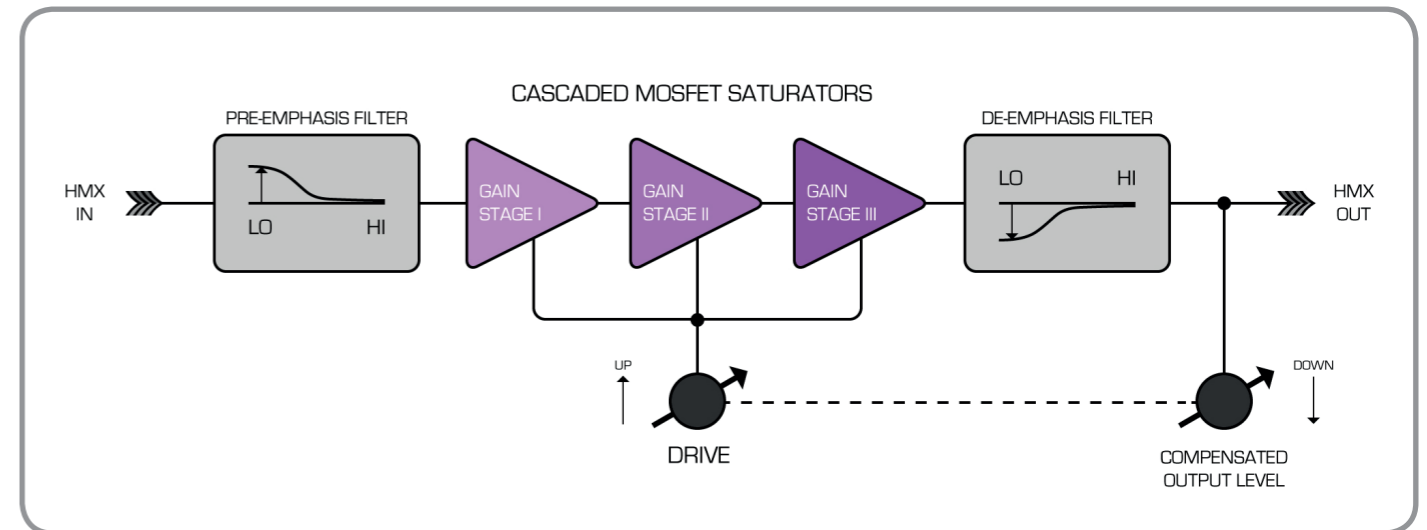 CASCADED MOSFET SATURATORS
PRE-EMPHASIS FILTER
DE-EMPHASIS FILTER
HMX
IN
LO
HI
GAIN
STAGE I
GAIN
STAGE II
GAIN
STAGE III
LO
HI
HMX
OUT
UP
DRIVE
DOWN
COMPENSATED
OUTPUT LEVEL